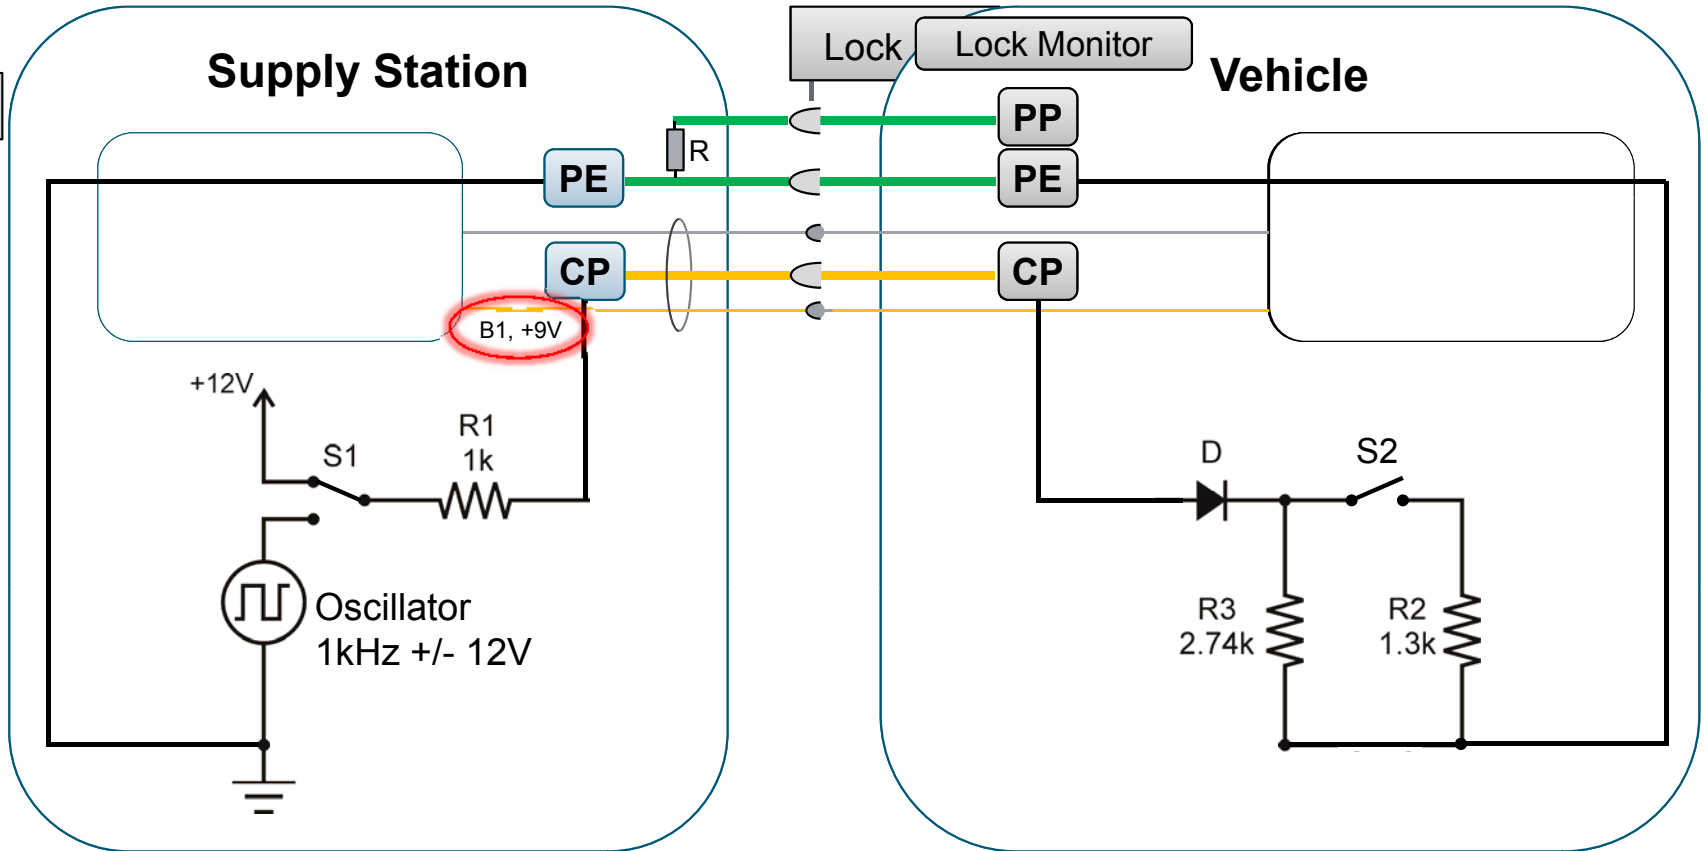 Supply Station
Lock
Lock Monitor
Vehicle
PP
R
PE
PE
CP
CP
B1, +9V
+12V
S1
R1
1k
D
S2
Oscillator
1kHz +/- 12V
R3
2.74k
R2
1.3k